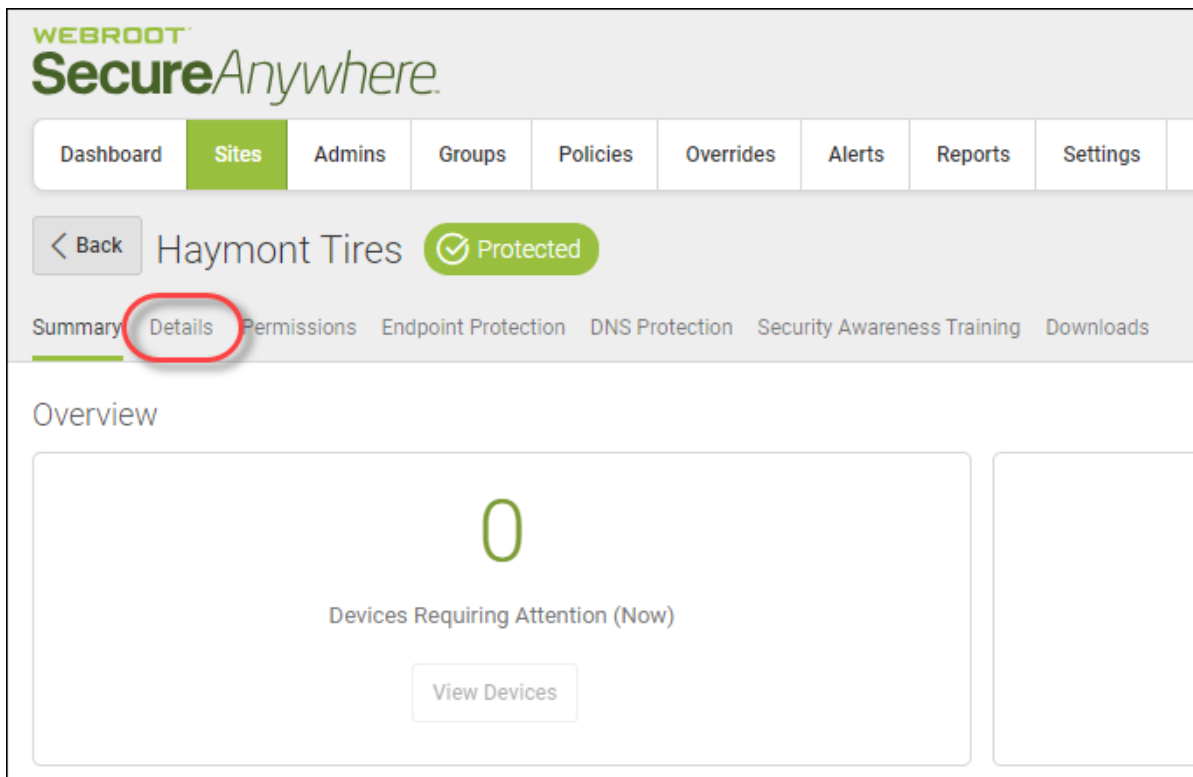 WEBROOT
SecureAnywhere
Dashboard Sites Admins Groups Policies Overrides Alerts Reports Settings
Back Haymont Tires Protected
Summary Details Permissions Endpoint Protection DNS Protection Security Awareness Training Downloads
Overview
0
Devices Requiring Attention (Now)
View Devices